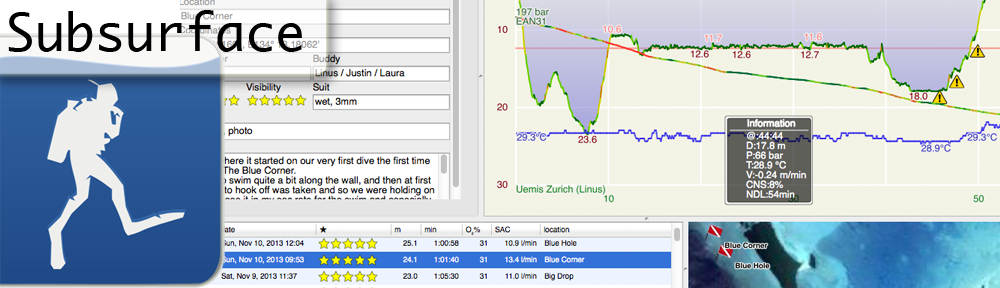 Subsurface
Location
Blue Corner
Coordinates
Buddy
Linus / Justin / Laura
Visibility
Suit
wet, 3mm
, photo
here it started on our very first dive the first time
The Blue Corner.
swim quite a bit along the wall, and then at first
to hook off was taken and so we were holding on
197 bar
EAN31
10
20
30
10.6
11.7
11.8
12.6
12.6
12.7
18.0
23.6
29.3°C
28.9°C
29.3°C
Uemis Zurich (Linus)
10
50
Information
@:44:44
D:17.8 m
P:66 bar
T:28.9 °C
V:-0.24 m/min
CNS:8%
NDL:54min
date ★ m min O₂% SAC location
Sun, Nov 10, 2013 12:04 25.1 1:00:58 31 10.9 l/min Blue Hole
Sun, Nov 10, 2013 09:53 24.1 1:01:40 31 13.4 l/min Blue Corner
Sat, Nov 9, 2013 11:37 23.0 1:05:30 31 11.0 l/min Big Drop
Blue Corner
Blue Hole